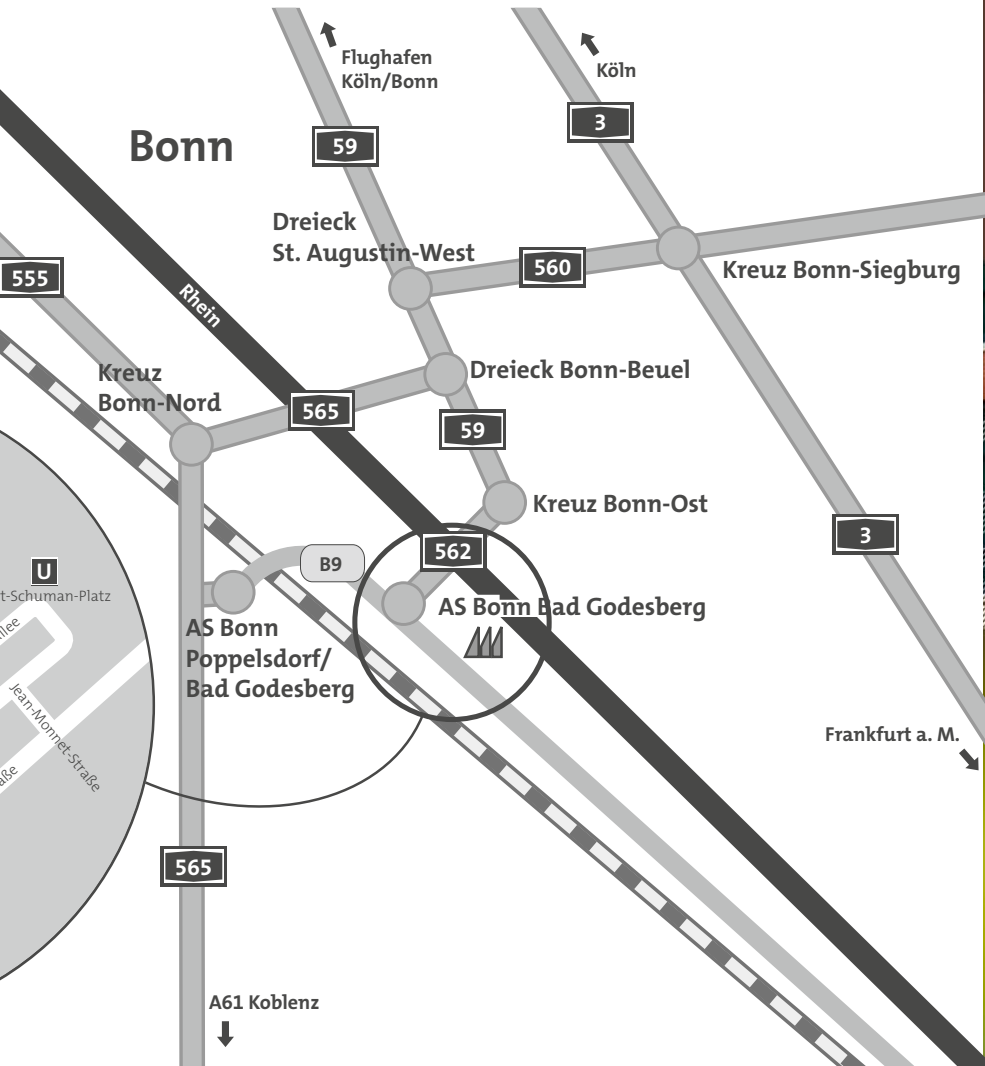 Flughafen
Köln/Bonn
Köln
3
59
Bonn
Dreieck
St. Augustin-West
560
Kreuz Bonn-Siegburg
555
Rhein
Kreuz
Bonn-Nord
Dreieck Bonn-Beuel
565
59
Kreuz Bonn-Ost
3
562
B9
U
t-Schuman-Platz
AS Bonn Bad Godesberg
AS Bonn
Poppelsdorf/
Bad Godesberg
Jean-Monnet-Straße
Frankfurt a. M.
565
A61 Koblenz